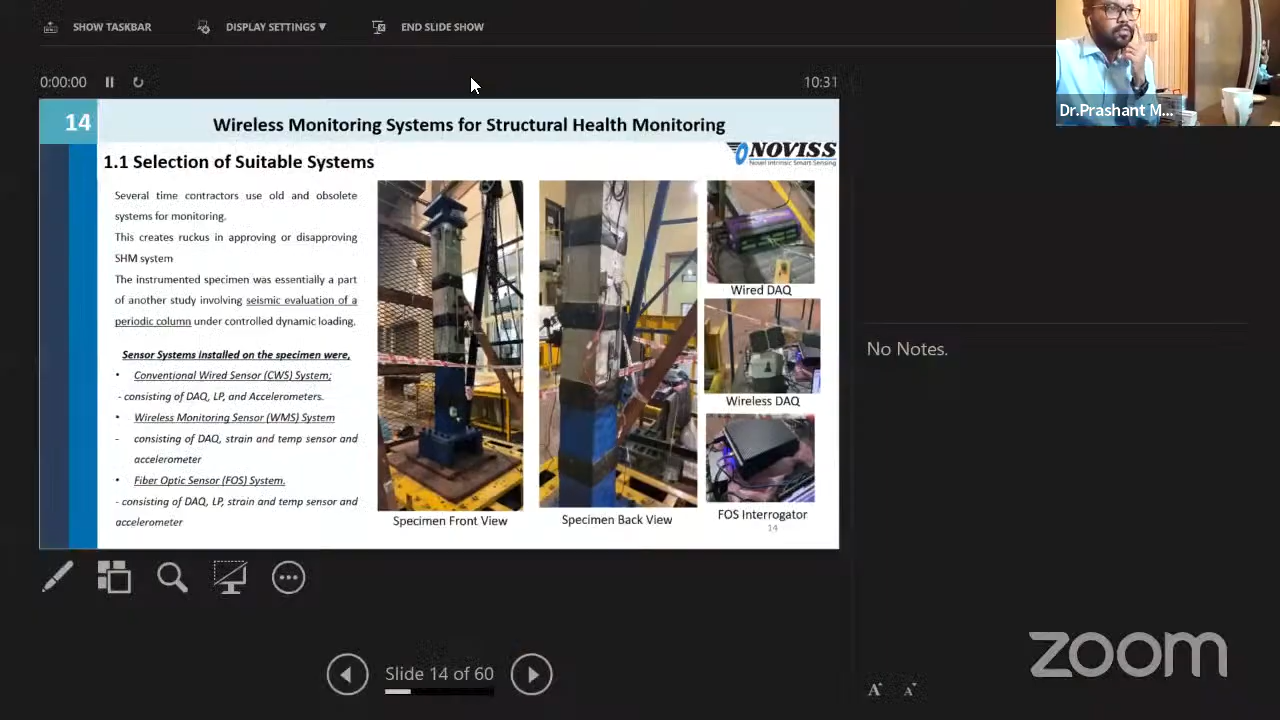 SHOW TASKBAR
DISPLAY SETTINGS ▼
END SLIDE SHOW
0:00:00
10:31
Dr.Prashant M...
14
Wireless Monitoring Systems for Structural Health Monitoring
NOVISS
Novel Intrinsic Smart Sensing
1.1 Selection of Suitable Systems
Several time contractors use old and obsolete
systems for monitoring.
This creates ruckus in approving or disapproving
SHM system
The instrumented specimen was essentially a part
of another study involving seismic evaluation of a
periodic column under controlled dynamic loading.
Sensor Systems installed on the specimen were,
• Conventional Wired Sensor (CWS) System;
- consisting of DAQ, LP, and Accelerometers.
• Wireless Monitoring Sensor (WMS) System
- consisting of DAQ, strain and temp sensor and
accelerometer
• Fiber Optic Sensor (FOS) System.
- consisting of DAQ, LP, strain and temp sensor and
accelerometer
Specimen Front View
Specimen Back View
Wired DAQ
Wireless DAQ
FOS Interrogator
14
No Notes.
Slide 14 of 60
A A
zoom